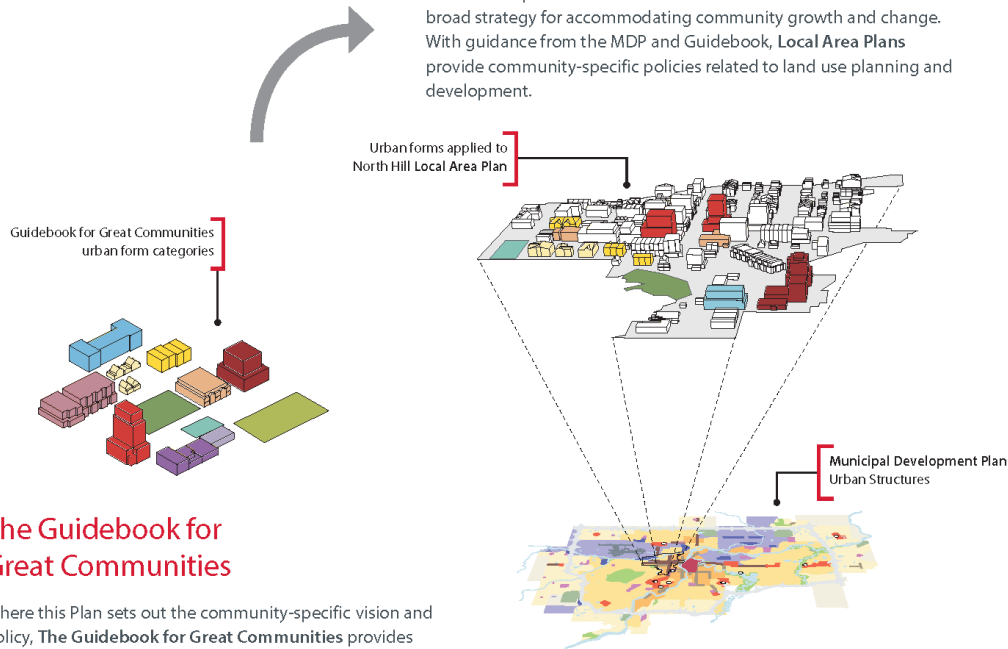 broad strategy for accommodating community growth and change.
With guidance from the MDP and Guidebook, Local Area Plans
provide community-specific policies related to land use planning and
development.
Urban forms applied to
North Hill Local Area Plan
Guidebook for Great Communities
urban form categories
Municipal Development Plan
Urban Structures
he Guidebook for
Great Communities
here this Plan sets out the community-specific vision and
olicy, The Guidebook for Great Communities provides